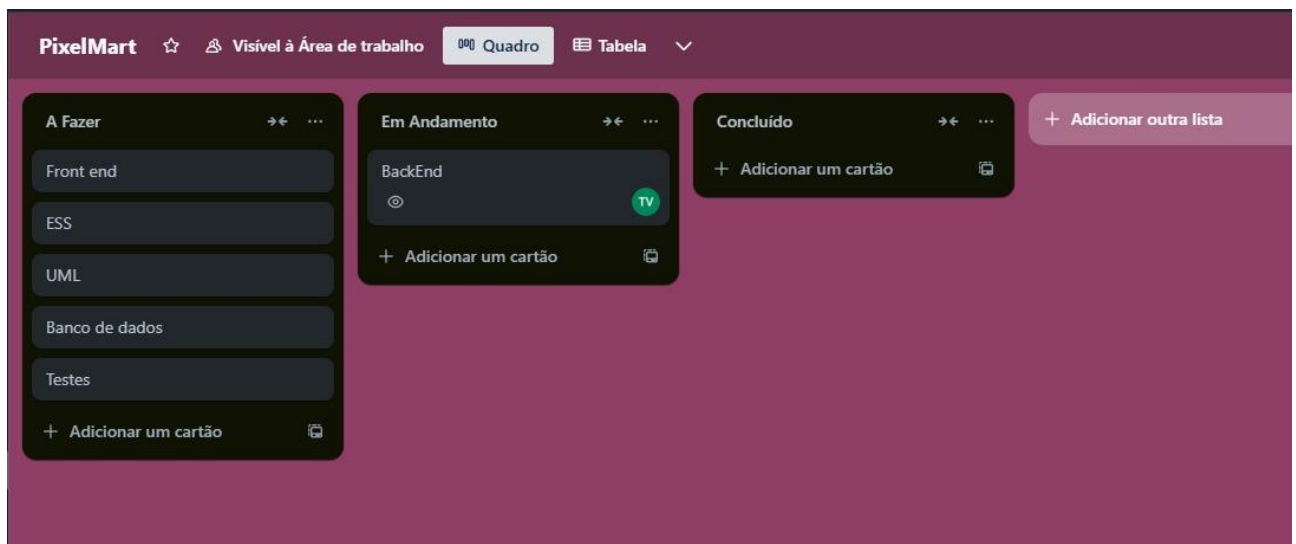 PixelMart Visível à Área de trabalho Quadro Tabela
A Fazer
Front end
ESS
UML
Banco de dados
Testes
+ Adicionar um cartão
Em Andamento
BackEnd
TV
+ Adicionar um cartão
Concluído
+ Adicionar um cartão
+ Adicionar outra lista